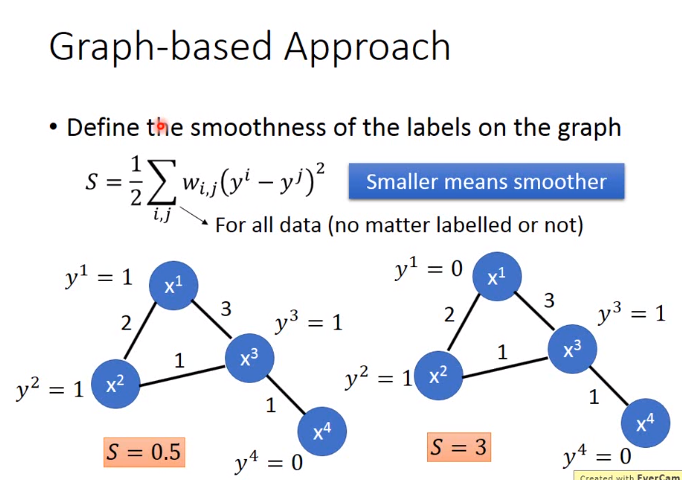 Graph-based Approach
• Define the smoothness of the labels on the graph
S = 1/2 ∑ i,j w_{i,j}(y^i − y^j)^2
Smaller means smoother
For all data (no matter labelled or not)
y^1 = 1
x^1
2
3
y^3 = 1
x^3
1
y^2 = 1
x^2
1
x^4
S = 0.5
y^4 = 0
y^1 = 0
x^1
2
3
y^3 = 1
x^3
1
y^2 = 1
x^2
1
x^4
S = 3
y^4 = 0
Created with EverCam